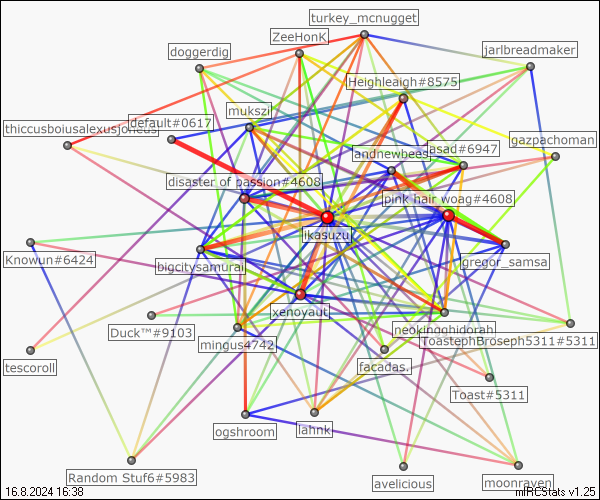 turkey_mcnugget
ZeeHonK
doggerdig
jarlbreadmaker
Heighleaigh#8575
mukszi
default#0617
thiccusboiusalexusjoneus
gazpachoman
asad#6947
andnewbees
disaster of passion#4608
pink hair woag#4608
ikasuzu
Knowun#6424
bigcitysamurai
gregor_samsa
xenoyaut
neokingghidorah
Duck™#9103
mingus4742
ToastephBroseph5311#5311
tescoroll
facadas.
Toast#5311
ogshroom
lahnk
Random Stuf6#5983
avelicious
moonraven
16.8.2024 16:38
mIRCStats v1.25